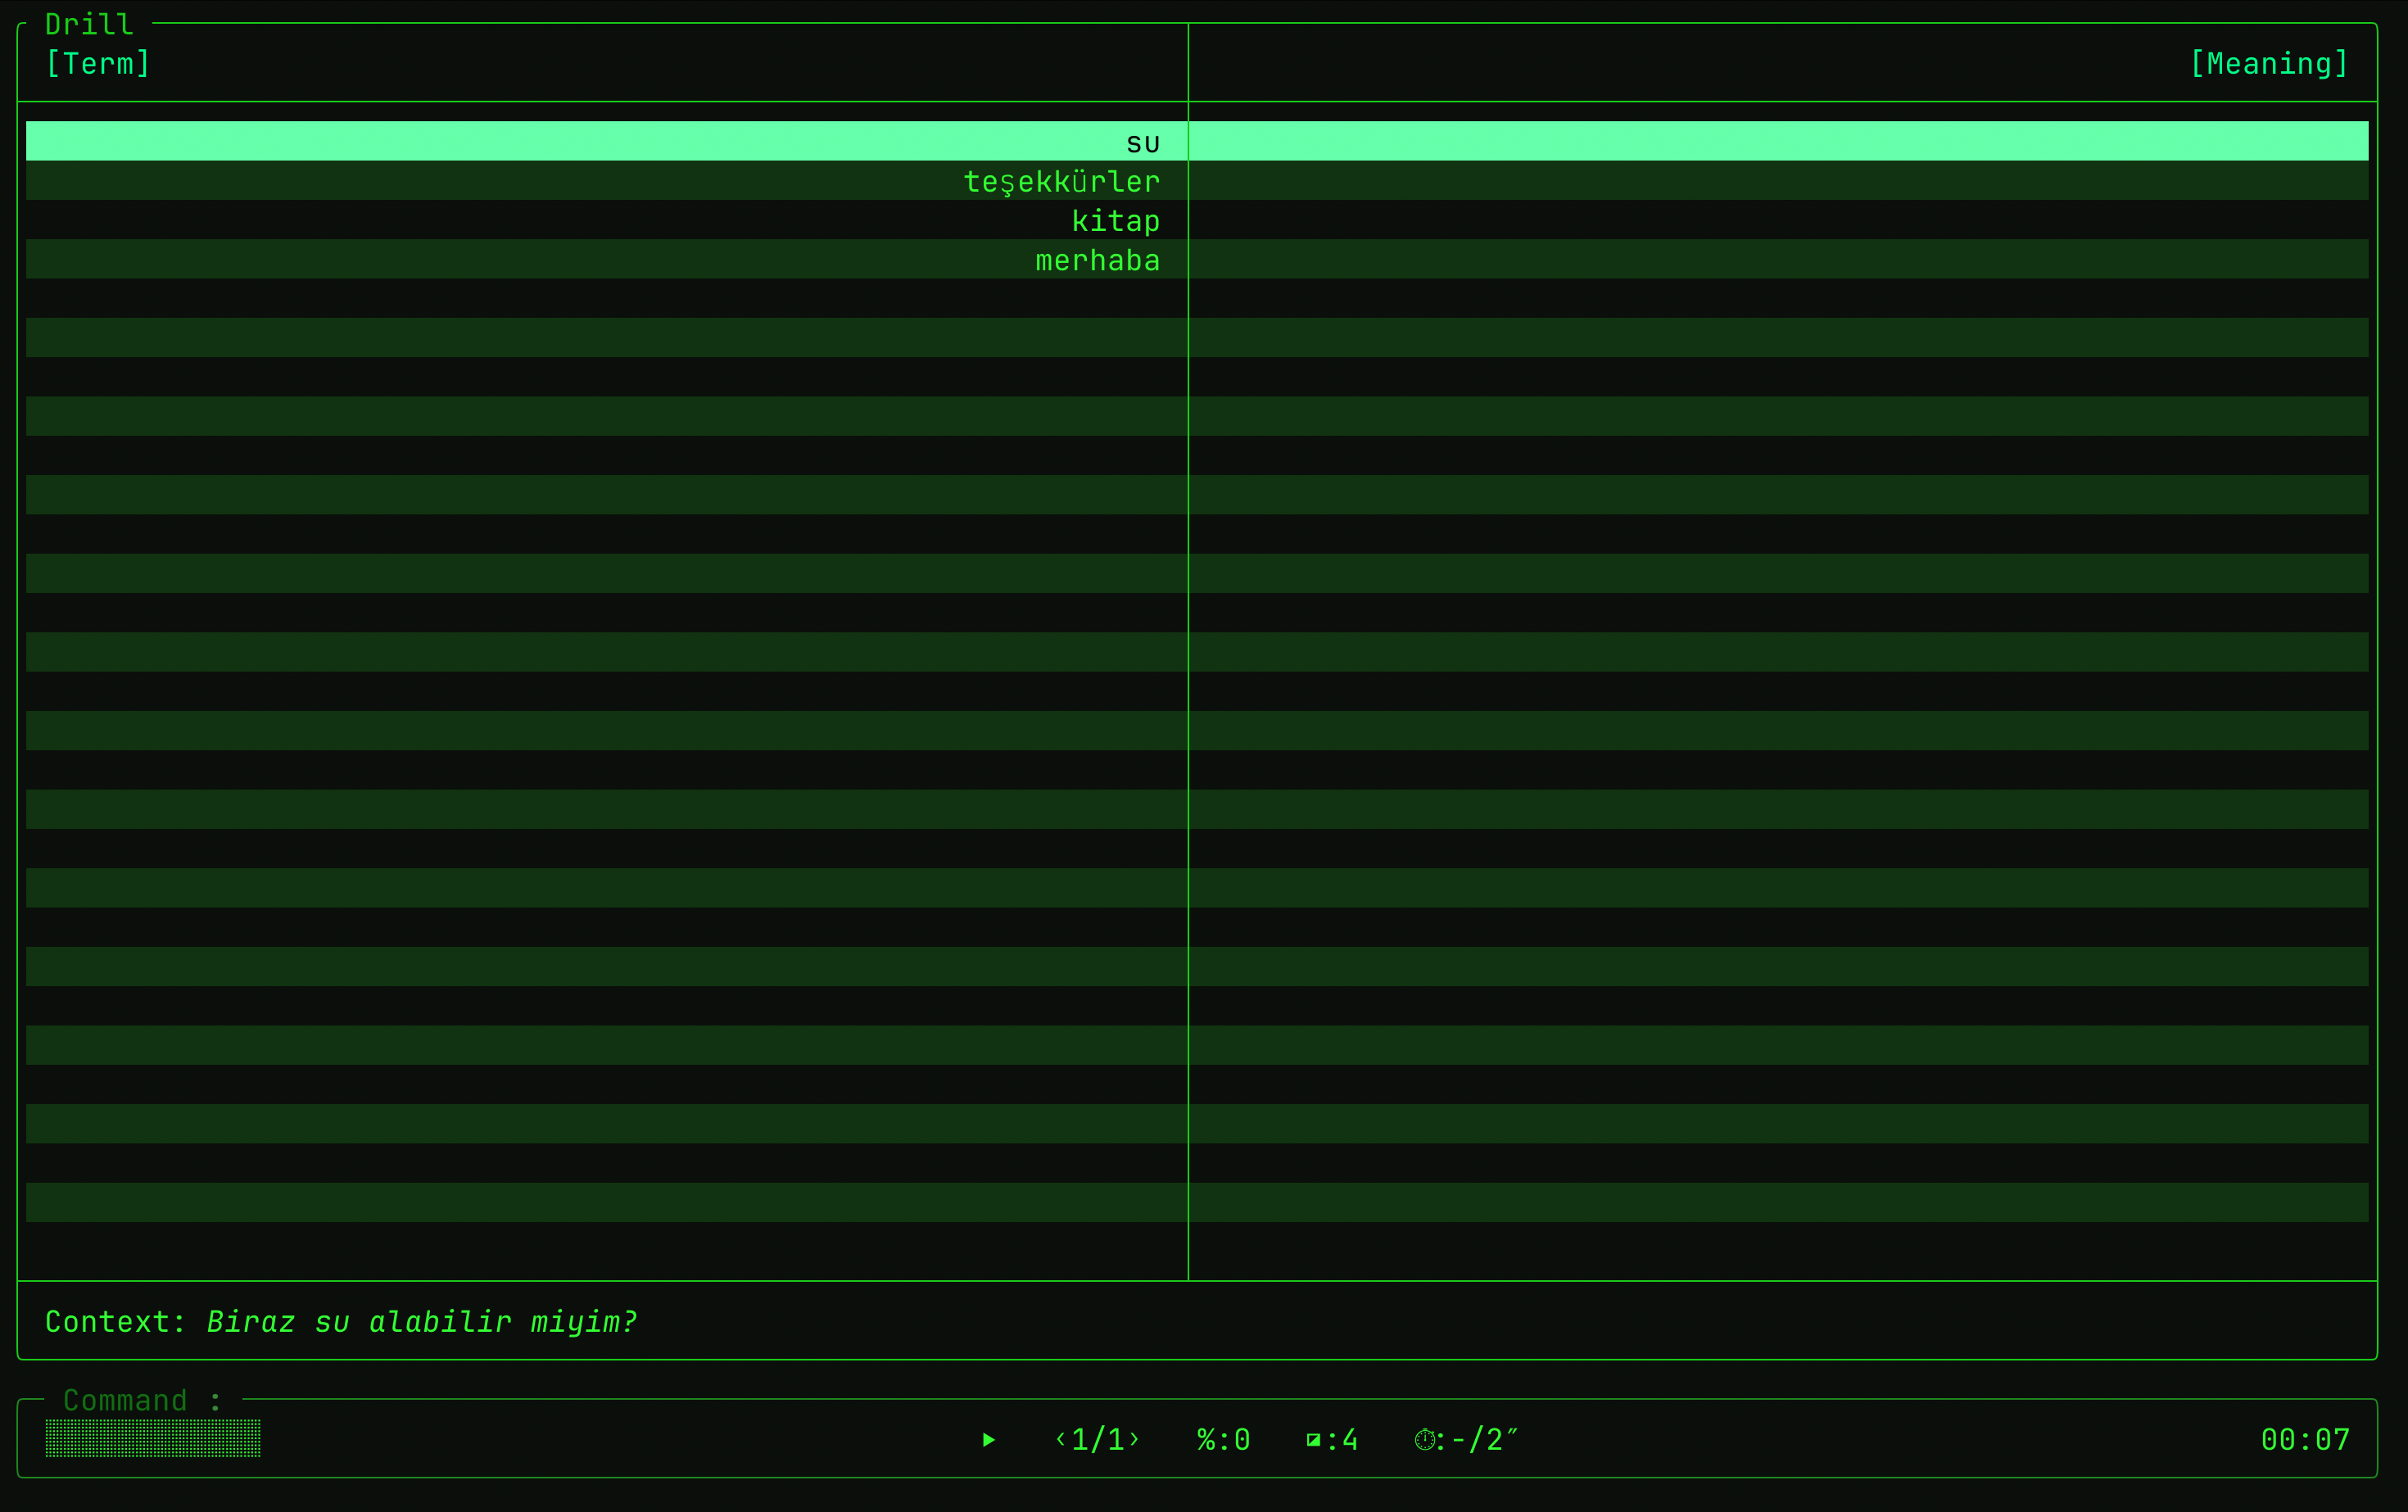 Drill
[Term] [Meaning]
su
teşekkürler
kitap
merhaba
Context: Biraz su alabilir miyim?
Command :
▶ ‹1/1› %:0 ◪:4 ⏱:-/2″ 00:07